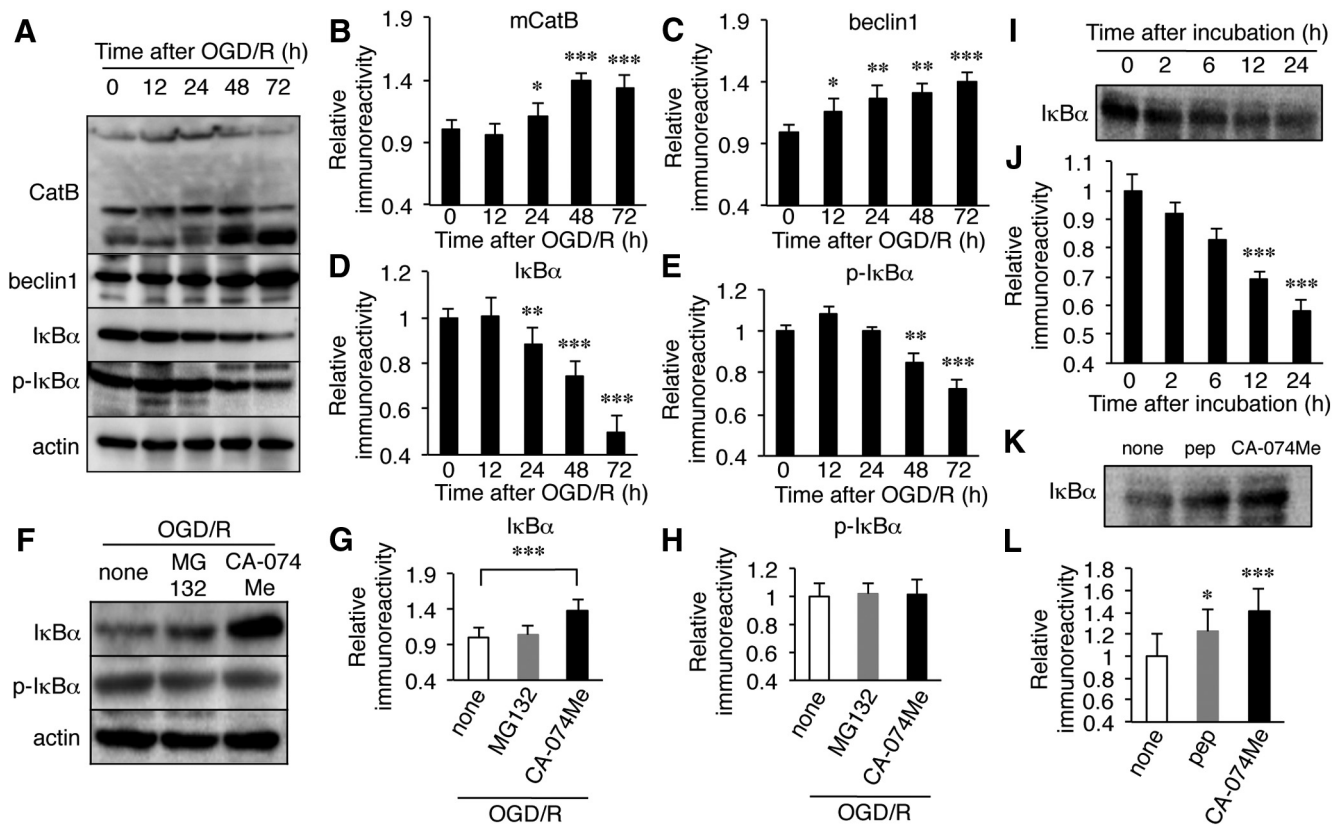 A
Time after OGD/R (h)
0 12 24 48 72
CatB
beclin1
IκBα
p-IκBα
actin
B
mCatB
Relative
immunoreactivity
1.9
1.4
0.9
0.4
* *** ***
0 12 24 48 72
Time after OGD/R (h)
C
beclin1
Relative
immunoreactivity
1.9
1.4
0.9
0.4
* ** ** ***
0 12 24 48 72
Time after OGD/R (h)
D
IκBα
Relative
immunoreactivity
1.2
1
0.8
0.6
0.4
** *** ***
0 12 24 48 72
Time after OGD/R (h)
E
p-IκBα
Relative
immunoreactivity
1.2
1
0.8
0.6
0.4
** ***
0 12 24 48 72
Time after OGD/R (h)
F
OGD/R
none MG CA-074
132 Me
IκBα
p-IκBα
actin
G
IκBα
***
Relative
immunoreactivity
1.9
1.4
0.9
0.4
none MG132 CA-074Me
OGD/R
H
p-IκBα
Relative
immunoreactivity
1.2
1
0.8
0.6
0.4
none MG132 CA-074Me
OGD/R
I
Time after incubation (h)
0 2 6 12 24
IκBα
J
Relative
immunoreactivity
1.1
1
0.9
0.8
0.7
0.6
0.5
0.4
*** ***
0 2 6 12 24
Time after incubation (h)
K
none pep CA-074Me
IκBα
L
Relative
immunoreactivity
1.8
1.6
1.4
1.2
1
0.8
0.6
0.4
* ***
none pep CA-074Me